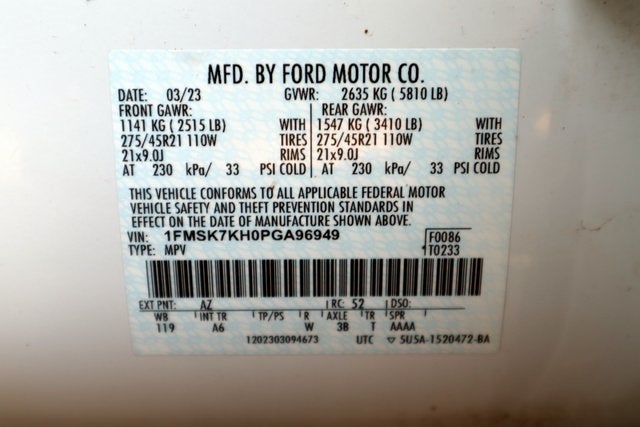 MFD. BY FORD MOTOR CO.
DATE: 03/23 GVWR: 2635 KG ( 5810 LB)
FRONT GAWR: REAR GAWR:
1141 KG ( 2515 LB) WITH 1547 KG ( 3410 LB) WITH
275/45R21 110W TIRES 275/45R21 110W TIRES
21x9.0J RIMS 21x9.0J RIMS
AT 230 kPa/ 33 PSI COLD AT 230 kPa/ 33 PSI COLD
THIS VEHICLE CONFORMS TO ALL APPLICABLE FEDERAL MOTOR
VEHICLE SAFETY AND THEFT PREVENTION STANDARDS IN
EFFECT ON THE DATE OF MANUFACTURE SHOWN ABOVE.
VIN: 1FMSK7KH0PGA96949 F0086
TYPE: MPV T0233
EXT PNT: AZ RC: 52 DSO:
WB INT TR TP/PS R AXLE TR SPR
119 A6 W 3B T AAAA
1202303094673 UTC ▽ 5U5A-1520472-BA